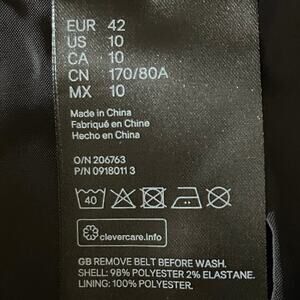 EUR 42
US 10
CA 10
CN 170/80A
MX 10
Made in China
Fabriqué en Chine
Hecho en China
O/N 206763
P/N 0918011 3
40
clevercare.info
GB REMOVE BELT BEFORE WASH.
SHELL: 98% POLYESTER 2% ELASTANE.
LINING: 100% POLYESTER.